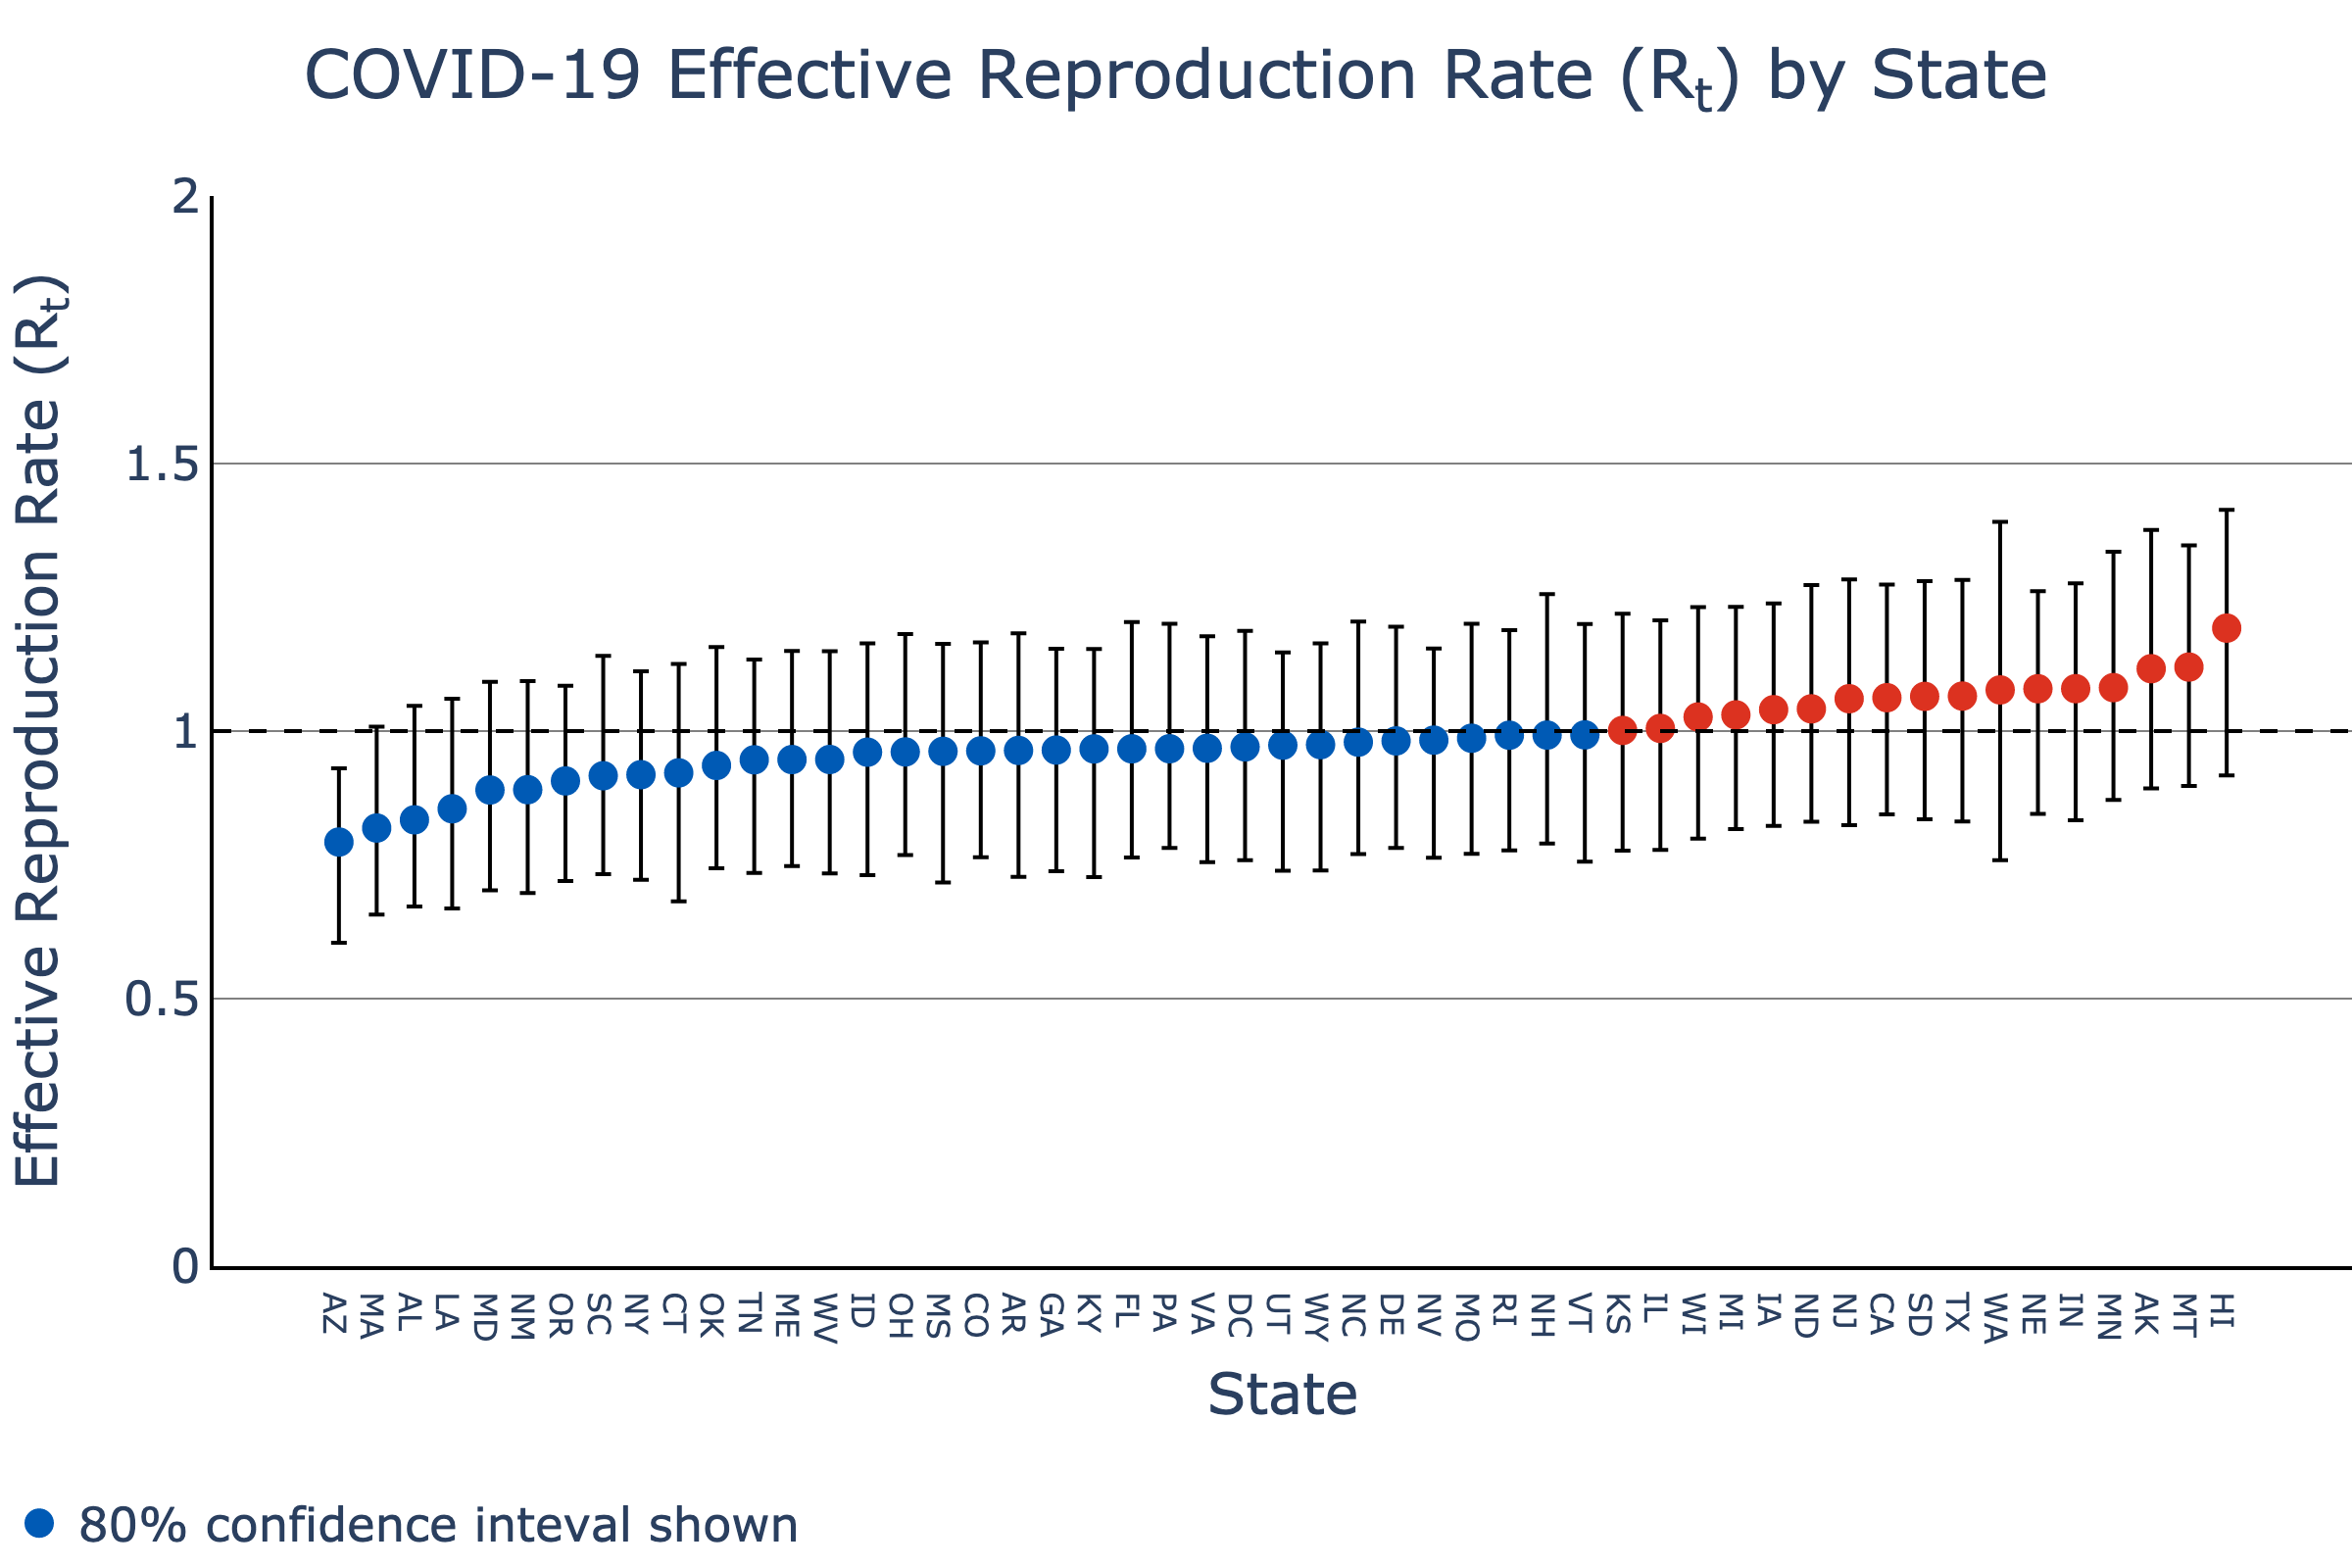 COVID-19 Effective Reproduction Rate (Rt) by State
Effective Reproduction Rate (Rt)
2
1.5
1
0.5
0
AZ MA AL LA MD NM OR SC NY CT OK TN ME WV ID OH MS CO AR GA KY FL PA VA DC UT WY NC DE NV MO RI NH VT KS IL WI MI IA ND NJ CA SD TX WA NE IN MN AK MT HI
State
80% confidence inteval shown